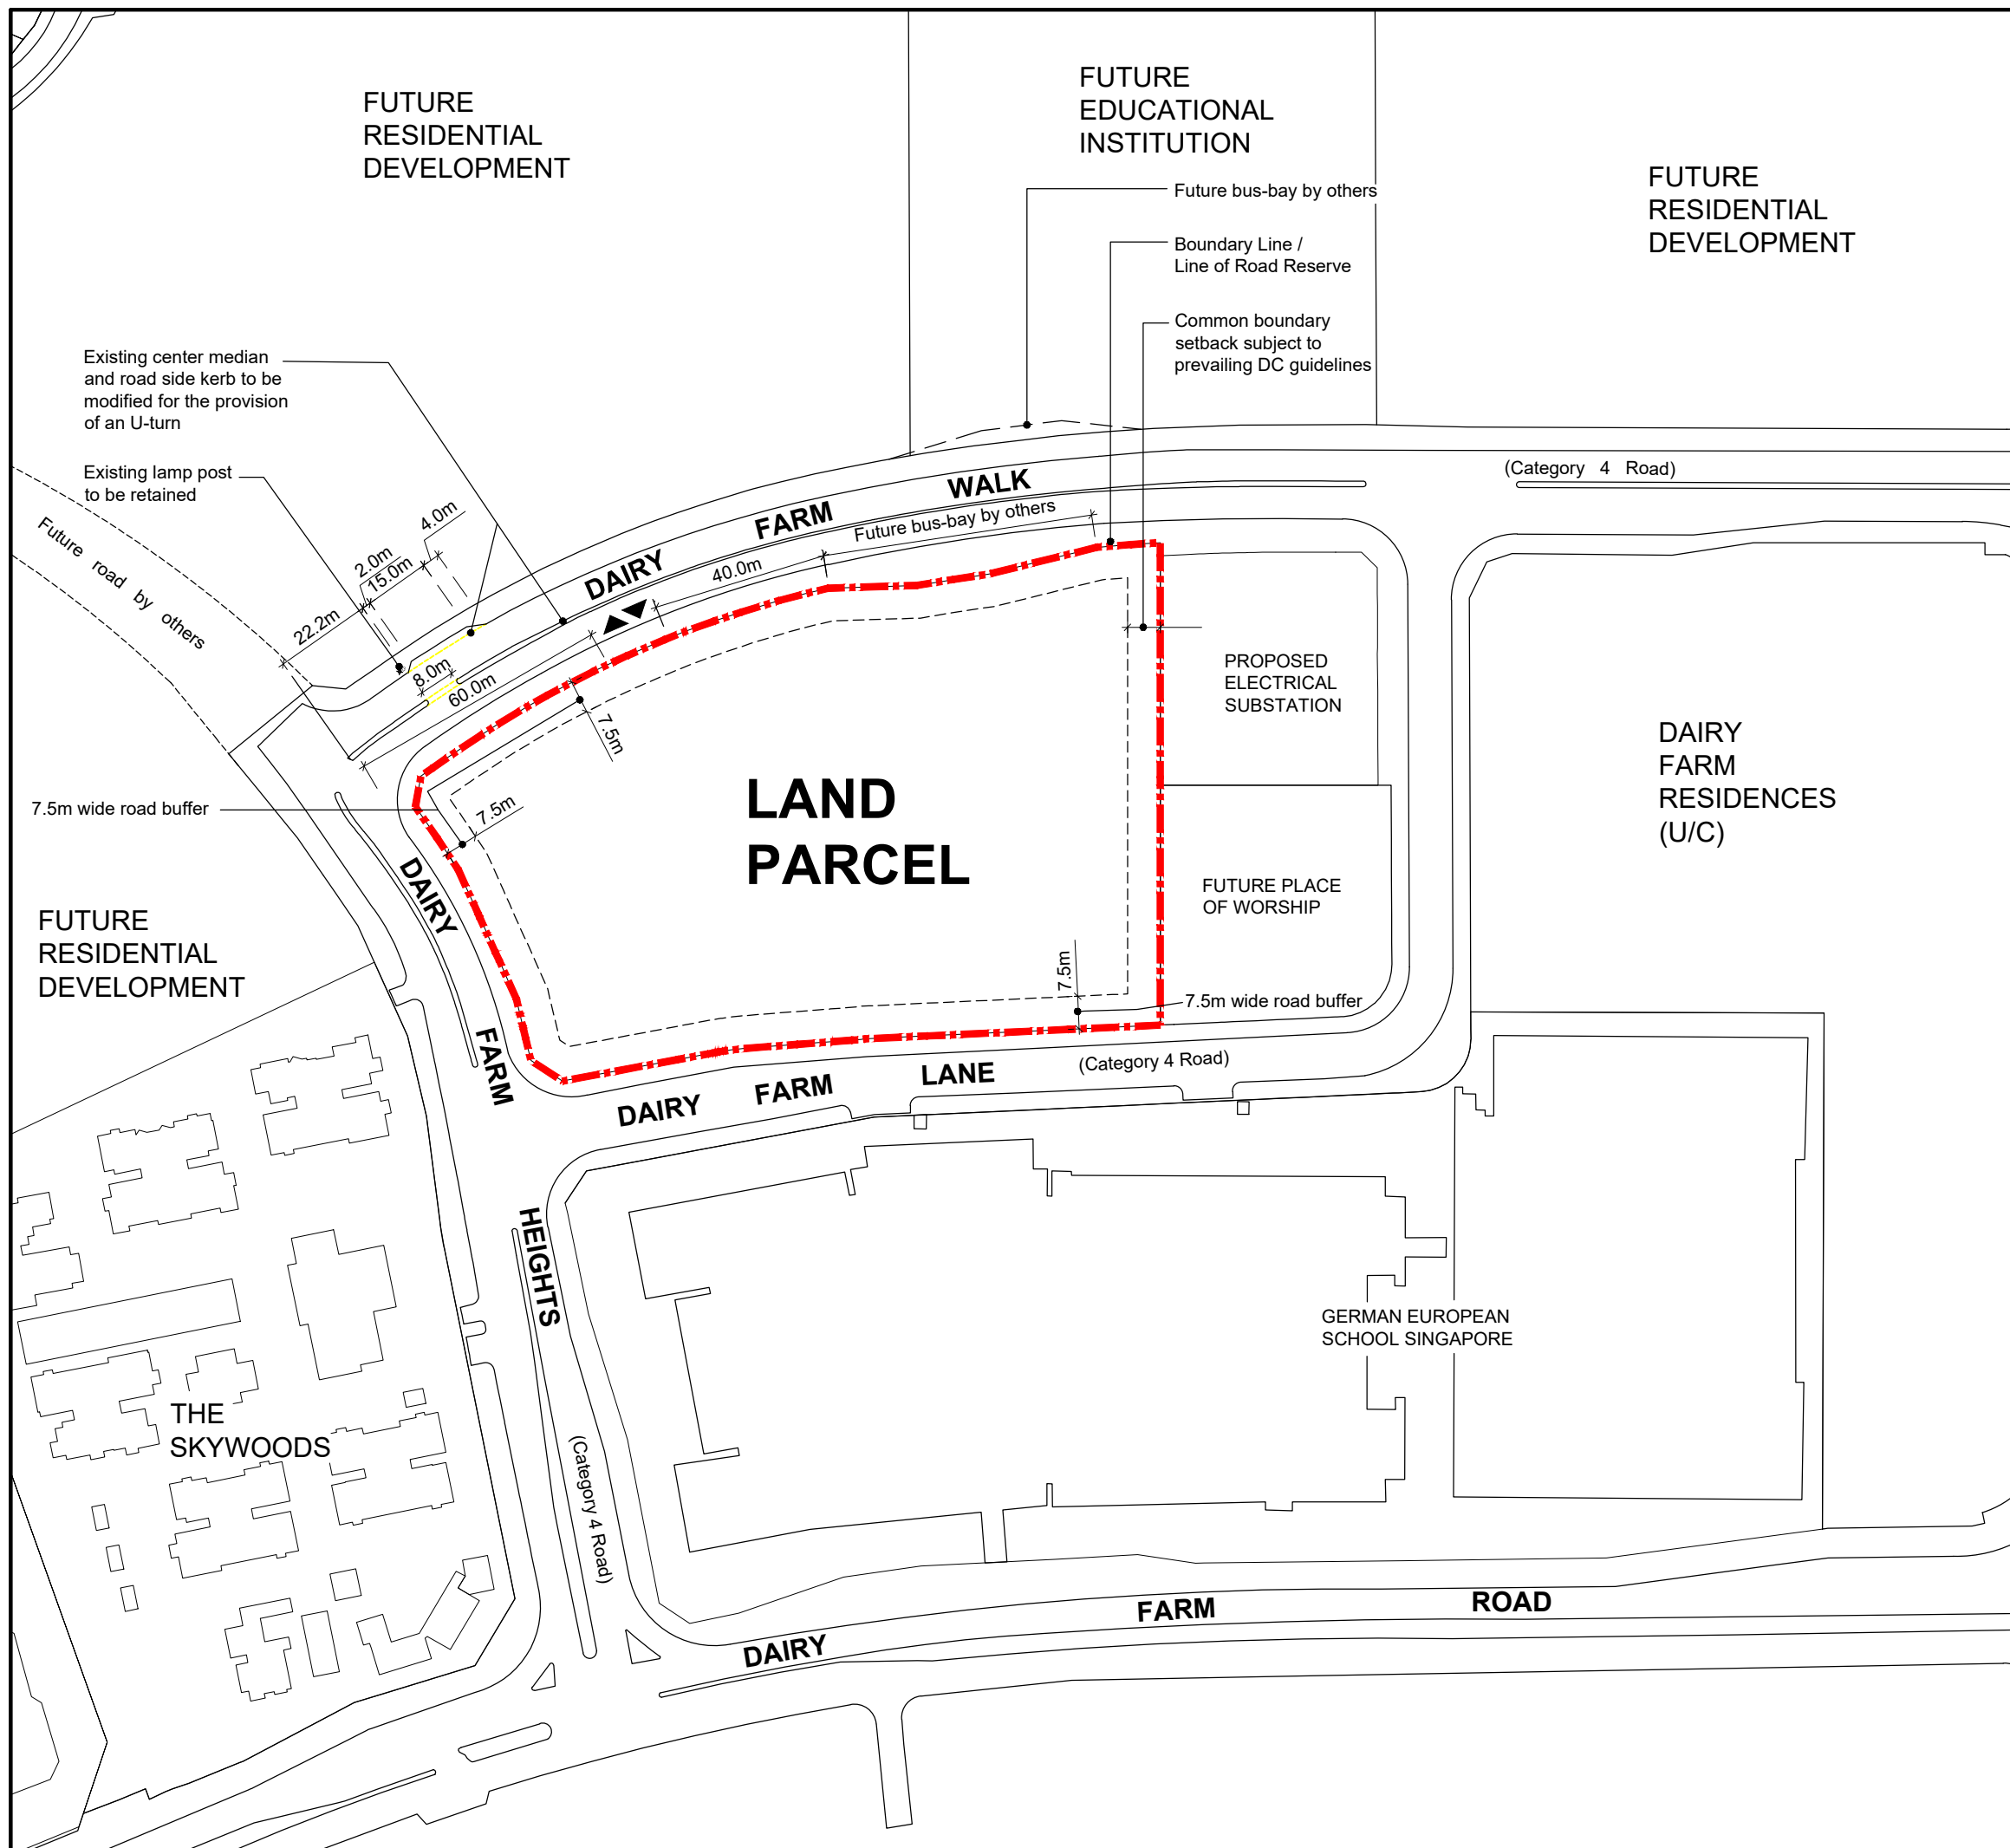 FUTURE
RESIDENTIAL
DEVELOPMENT
FUTURE
EDUCATIONAL
INSTITUTION
FUTURE
RESIDENTIAL
DEVELOPMENT
Future bus-bay by others
Boundary Line /
Line of Road Reserve
Common boundary
setback subject to
prevailing DC guidelines
Existing center median
and road side kerb to be
modified for the provision
of an U-turn
Existing lamp post
to be retained
Future road by others
22.2m
2.0m
15.0m
4.0m
8.0m
60.0m
40.0m
Future bus-bay by others
DAIRY FARM WALK
(Category 4 Road)
7.5m
7.5m
7.5m wide road buffer
LAND
PARCEL
PROPOSED
ELECTRICAL
SUBSTATION
DAIRY
FARM
RESIDENCES
(U/C)
FUTURE PLACE
OF WORSHIP
7.5m
7.5m wide road buffer
FUTURE
RESIDENTIAL
DEVELOPMENT
DAIRY FARM HEIGHTS
(Category 4 Road)
DAIRY FARM LANE
(Category 4 Road)
GERMAN EUROPEAN
SCHOOL SINGAPORE
THE
SKYWOODS
DAIRY FARM ROAD